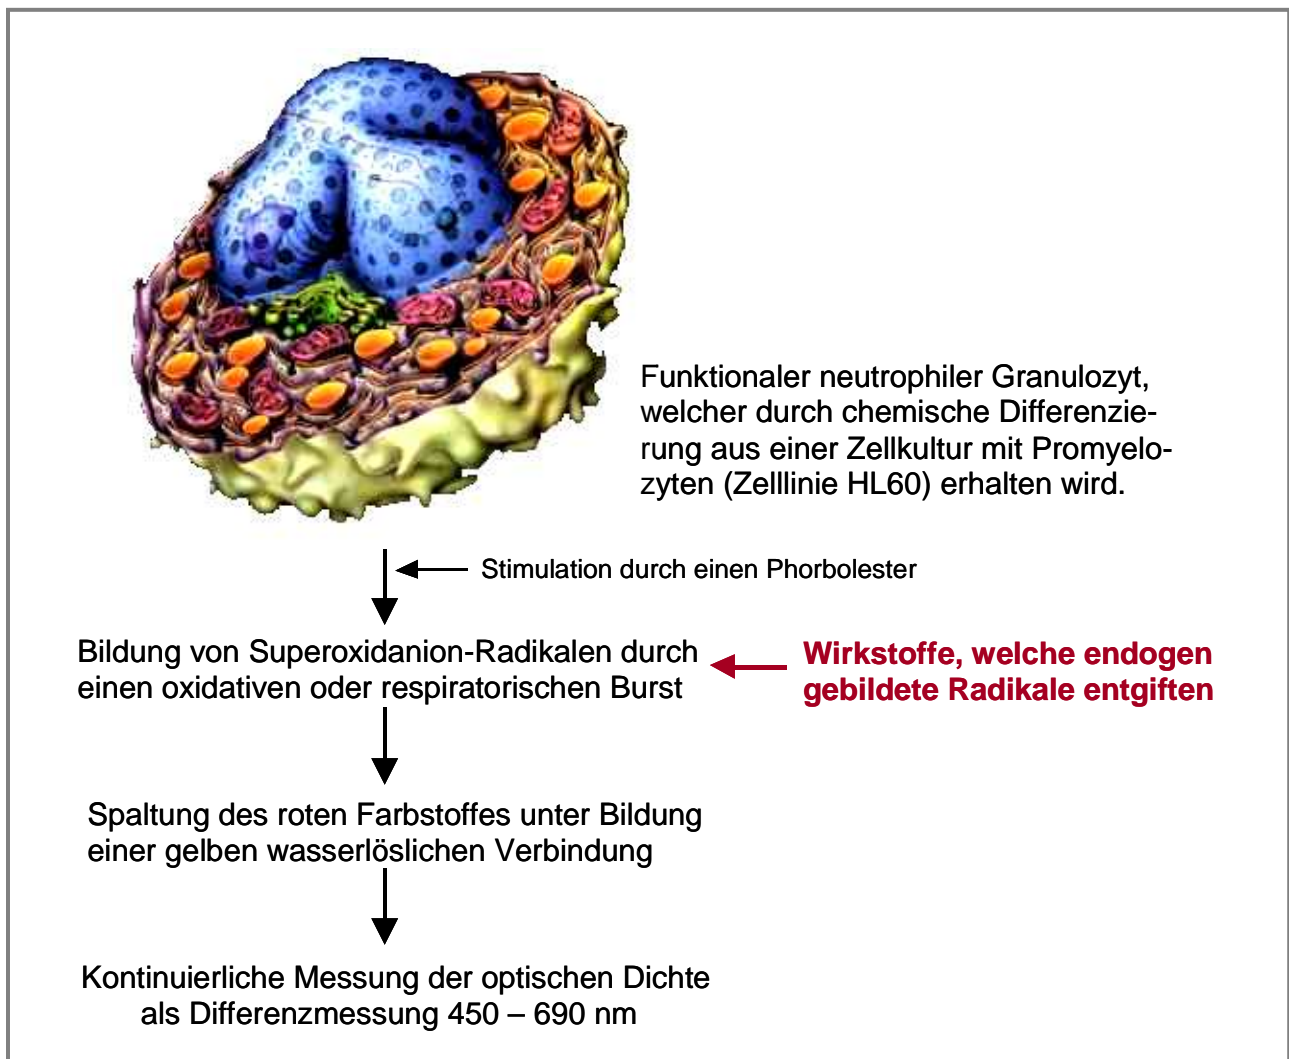 Funktionaler neutrophiler Granulozyt,
welcher durch chemische Differenzie-
rung aus einer Zellkultur mit Promyelo-
zyten (Zelllinie HL60) erhalten wird.
Stimulation durch einen Phorbolester
Bildung von Superoxidanion-Radikalen durch
einen oxidativen oder respiratorischen Burst
Wirkstoffe, welche endogen
gebildete Radikale entgiften
Spaltung des roten Farbstoffes unter Bildung
einer gelben wasserlöslichen Verbindung
Kontinuierliche Messung der optischen Dichte
als Differenzmessung 450 – 690 nm